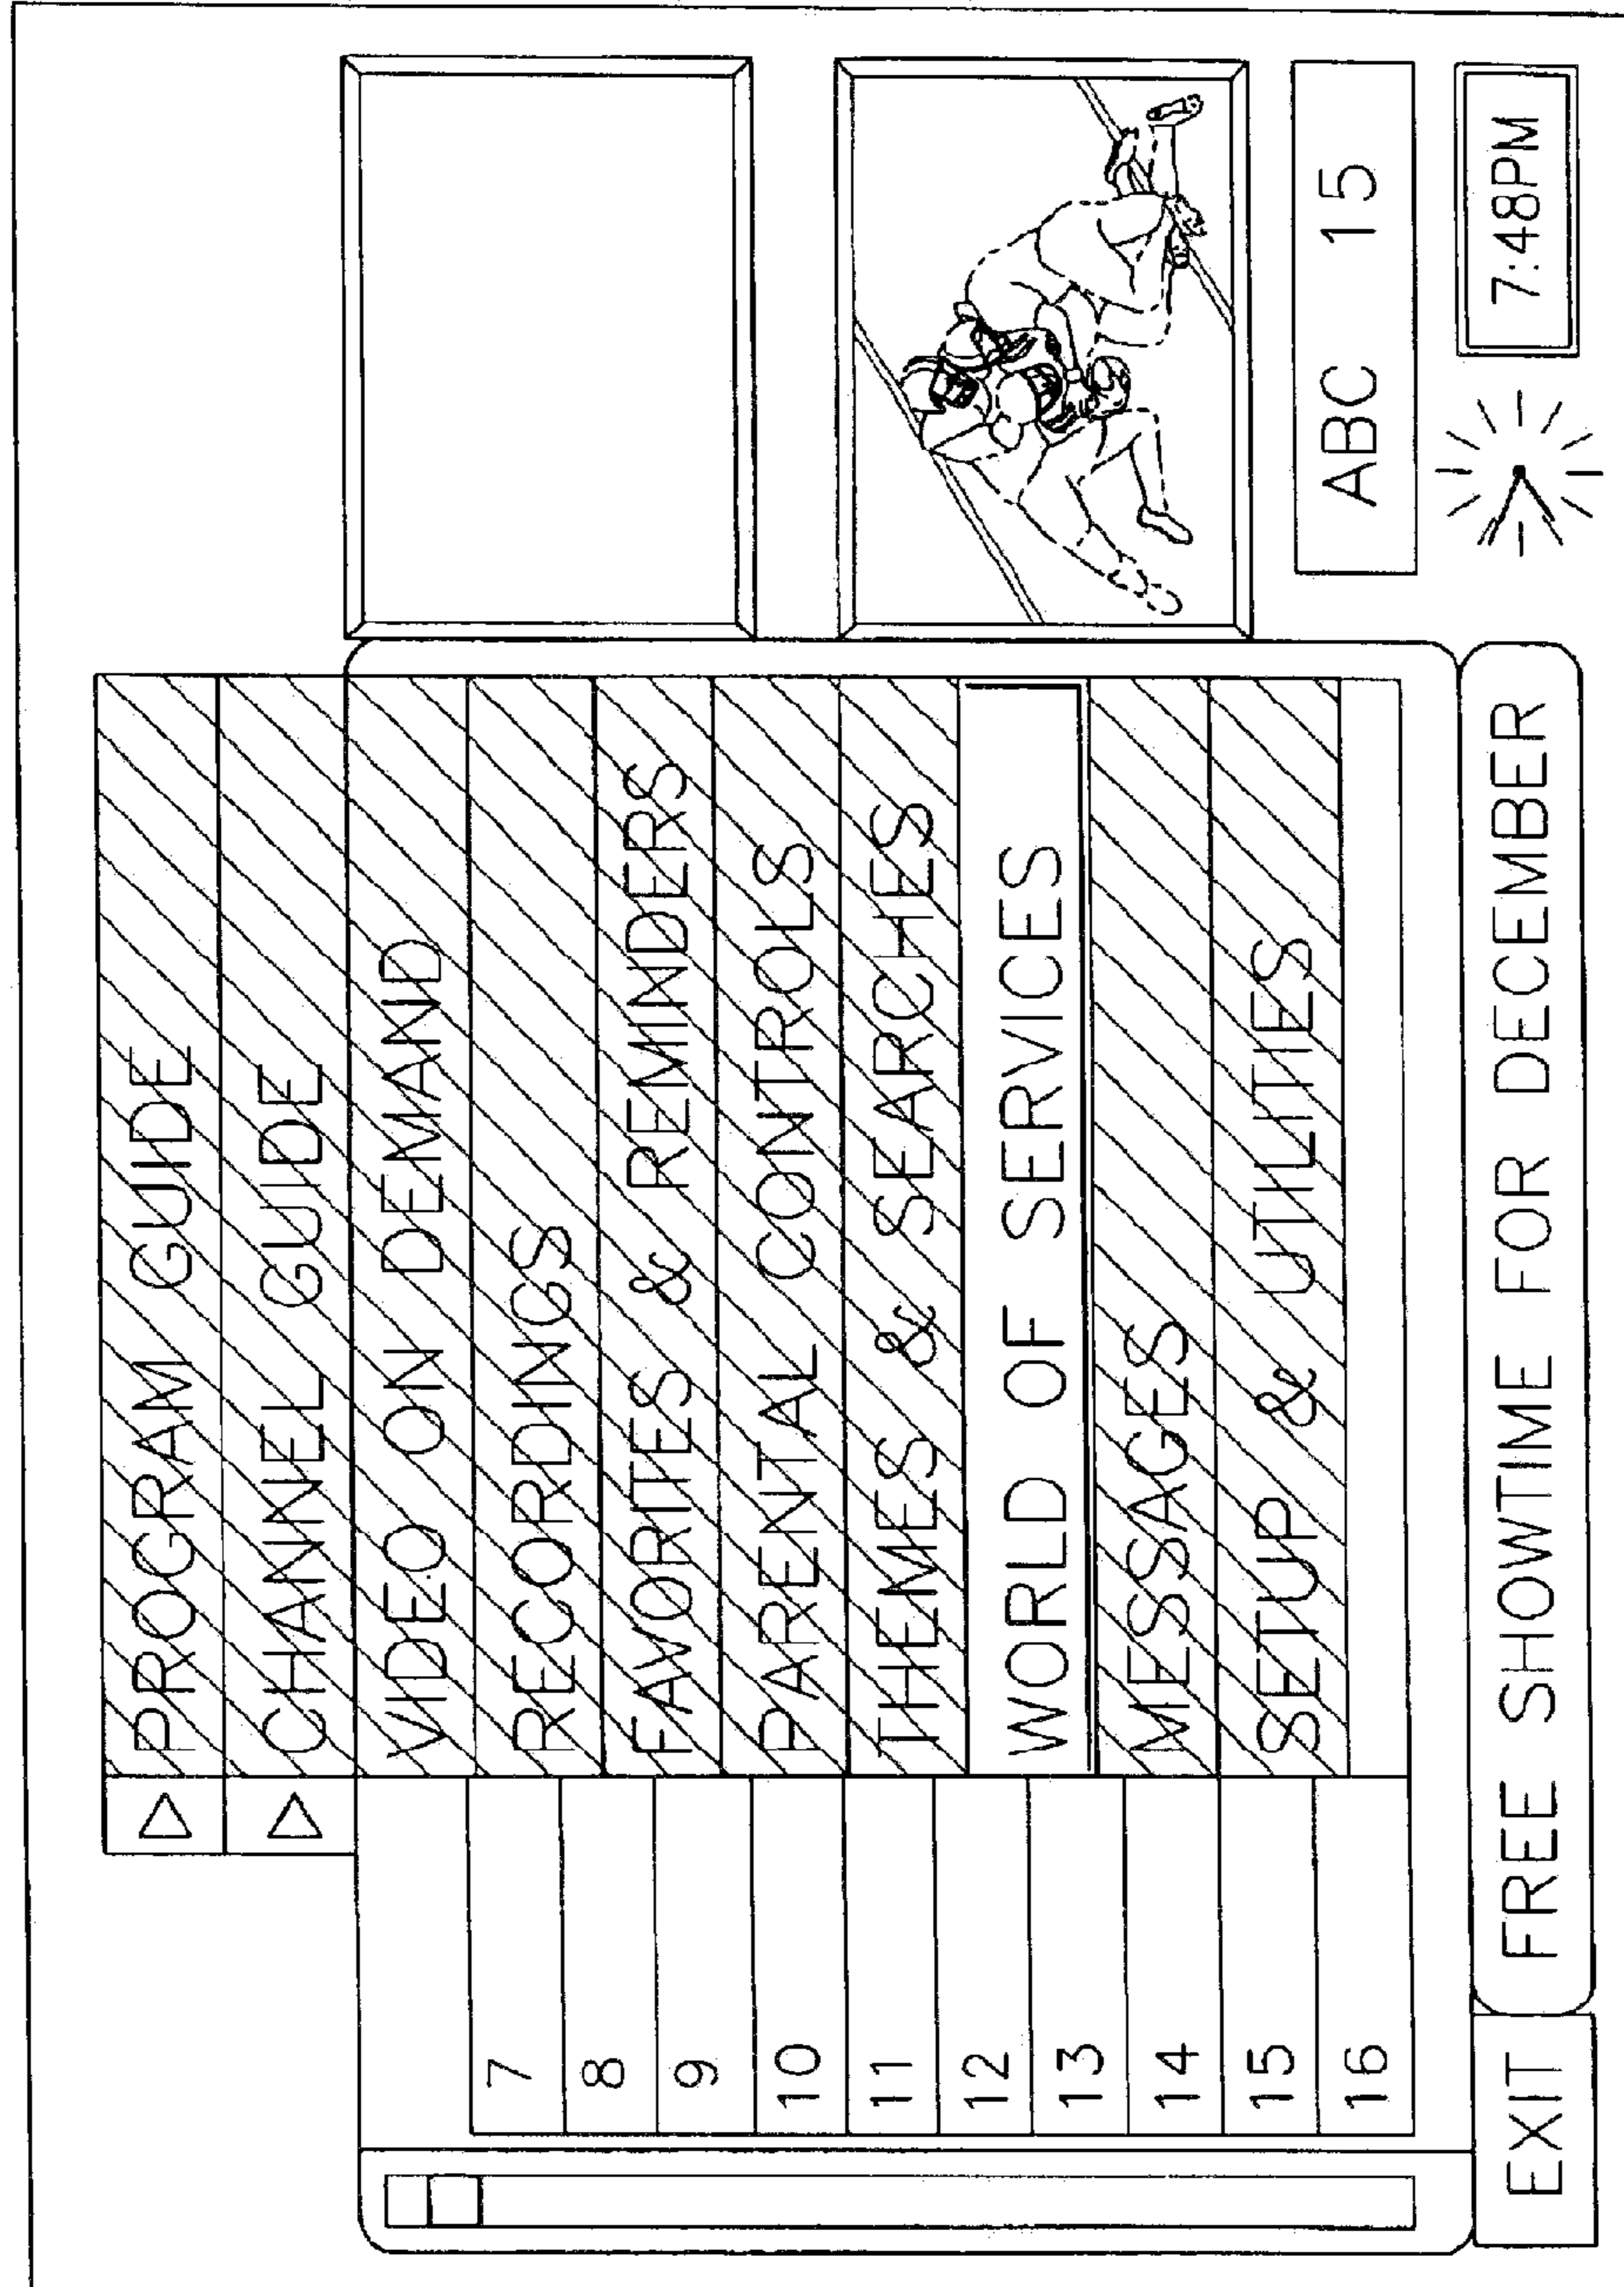 PROGRAM GUIDE
CHANNEL GUIDE
VIDEO ON DEMAND
RECORDINGS
FAVORITES & REMINDERS
PARENTAL CONTROLS
THEMES & SEARCHES
WORLD OF SERVICES
MESSAGES
SETUP & UTILITIES
7
8
9
10
11
12
13
14
15
16
ABC 15
EXIT
FREE SHOWTIME FOR DECEMBER
7:48PM